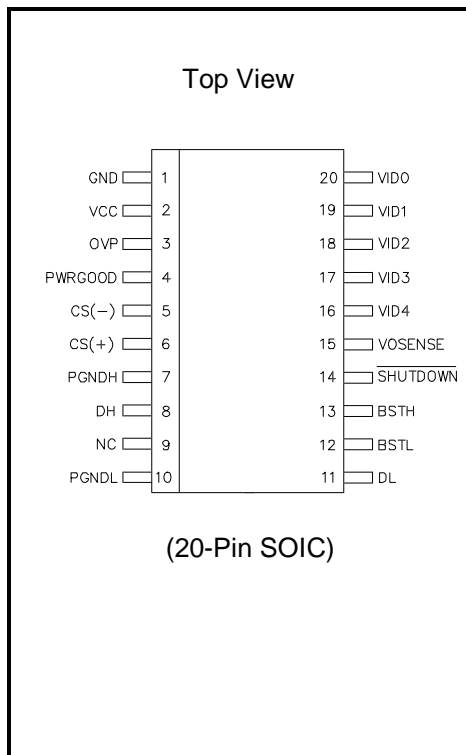 Top View
GND 1 20 VID0
VCC 2 19 VID1
OVP 3 18 VID2
PWRGOOD 4 17 VID3
CS(−) 5 16 VID4
CS(+) 6 15 VOSENSE
PGNDH 7 14 SHUTDOWN
DH 8 13 BSTH
NC 9 12 BSTL
PGNDL 10 11 DL
(20-Pin SOIC)